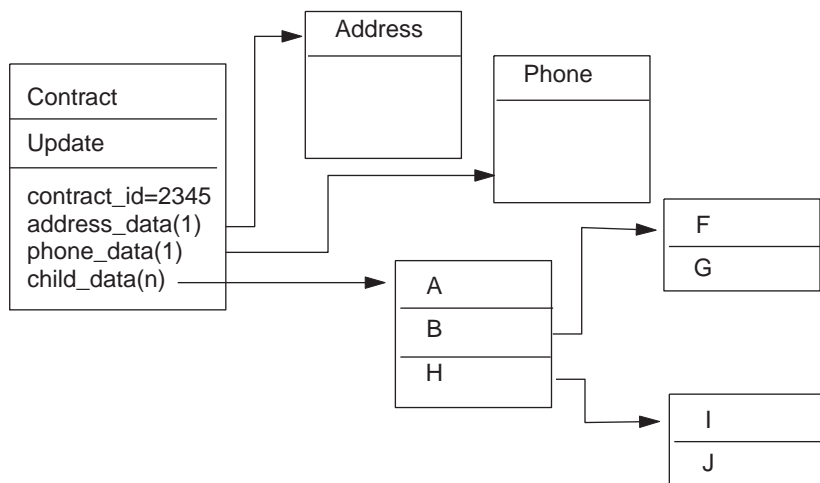 Address
Phone
Contract
Update
contract_id=2345
address_data(1)
phone_data(1)
child_data(n)
A
B
H
F
G
I
J